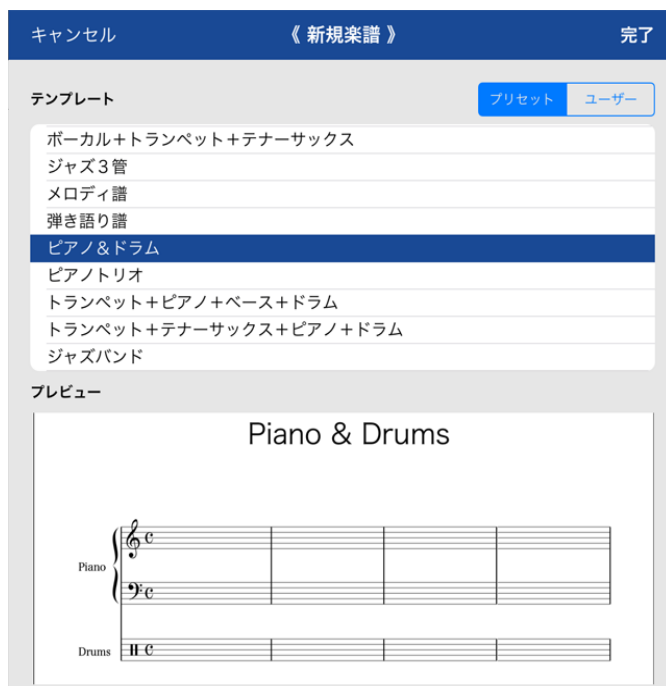 キャンセル 《 新規楽譜 》 完了
テンプレート プリセット ユーザー
ボーカル＋トランペット＋テナーサックス
ジャズ３管
メロディ譜
弾き語り譜
ピアノ＆ドラム
ピアノトリオ
トランペット＋ピアノ＋ベース＋ドラム
トランペット＋テナーサックス＋ピアノ＋ドラム
ジャズバンド
プレビュー
Piano & Drums
Piano
Drums